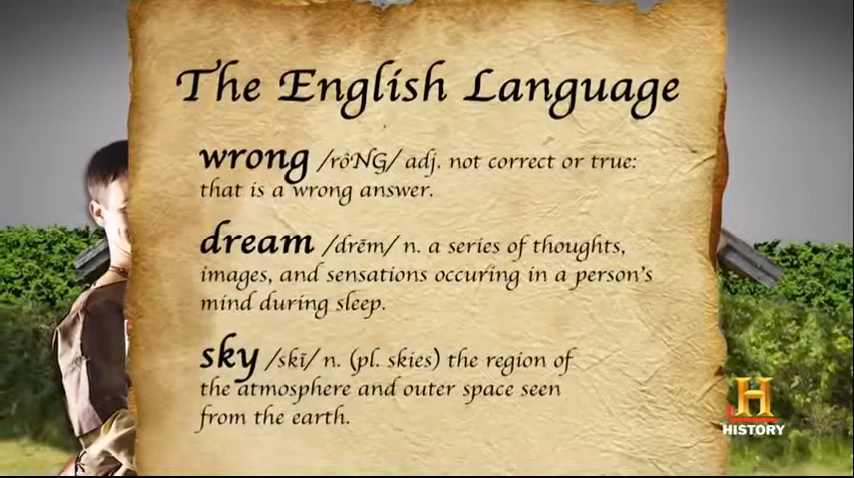 The English Language
wrong /rôNG/ adj. not correct or true:
that is a wrong answer.
dream /drēm/ n. a series of thoughts,
images, and sensations occuring in a person's
mind during sleep.
sky /skī/ n. (pl. skies) the region of
the atmosphere and outer space seen
from the earth.
H
HISTORY